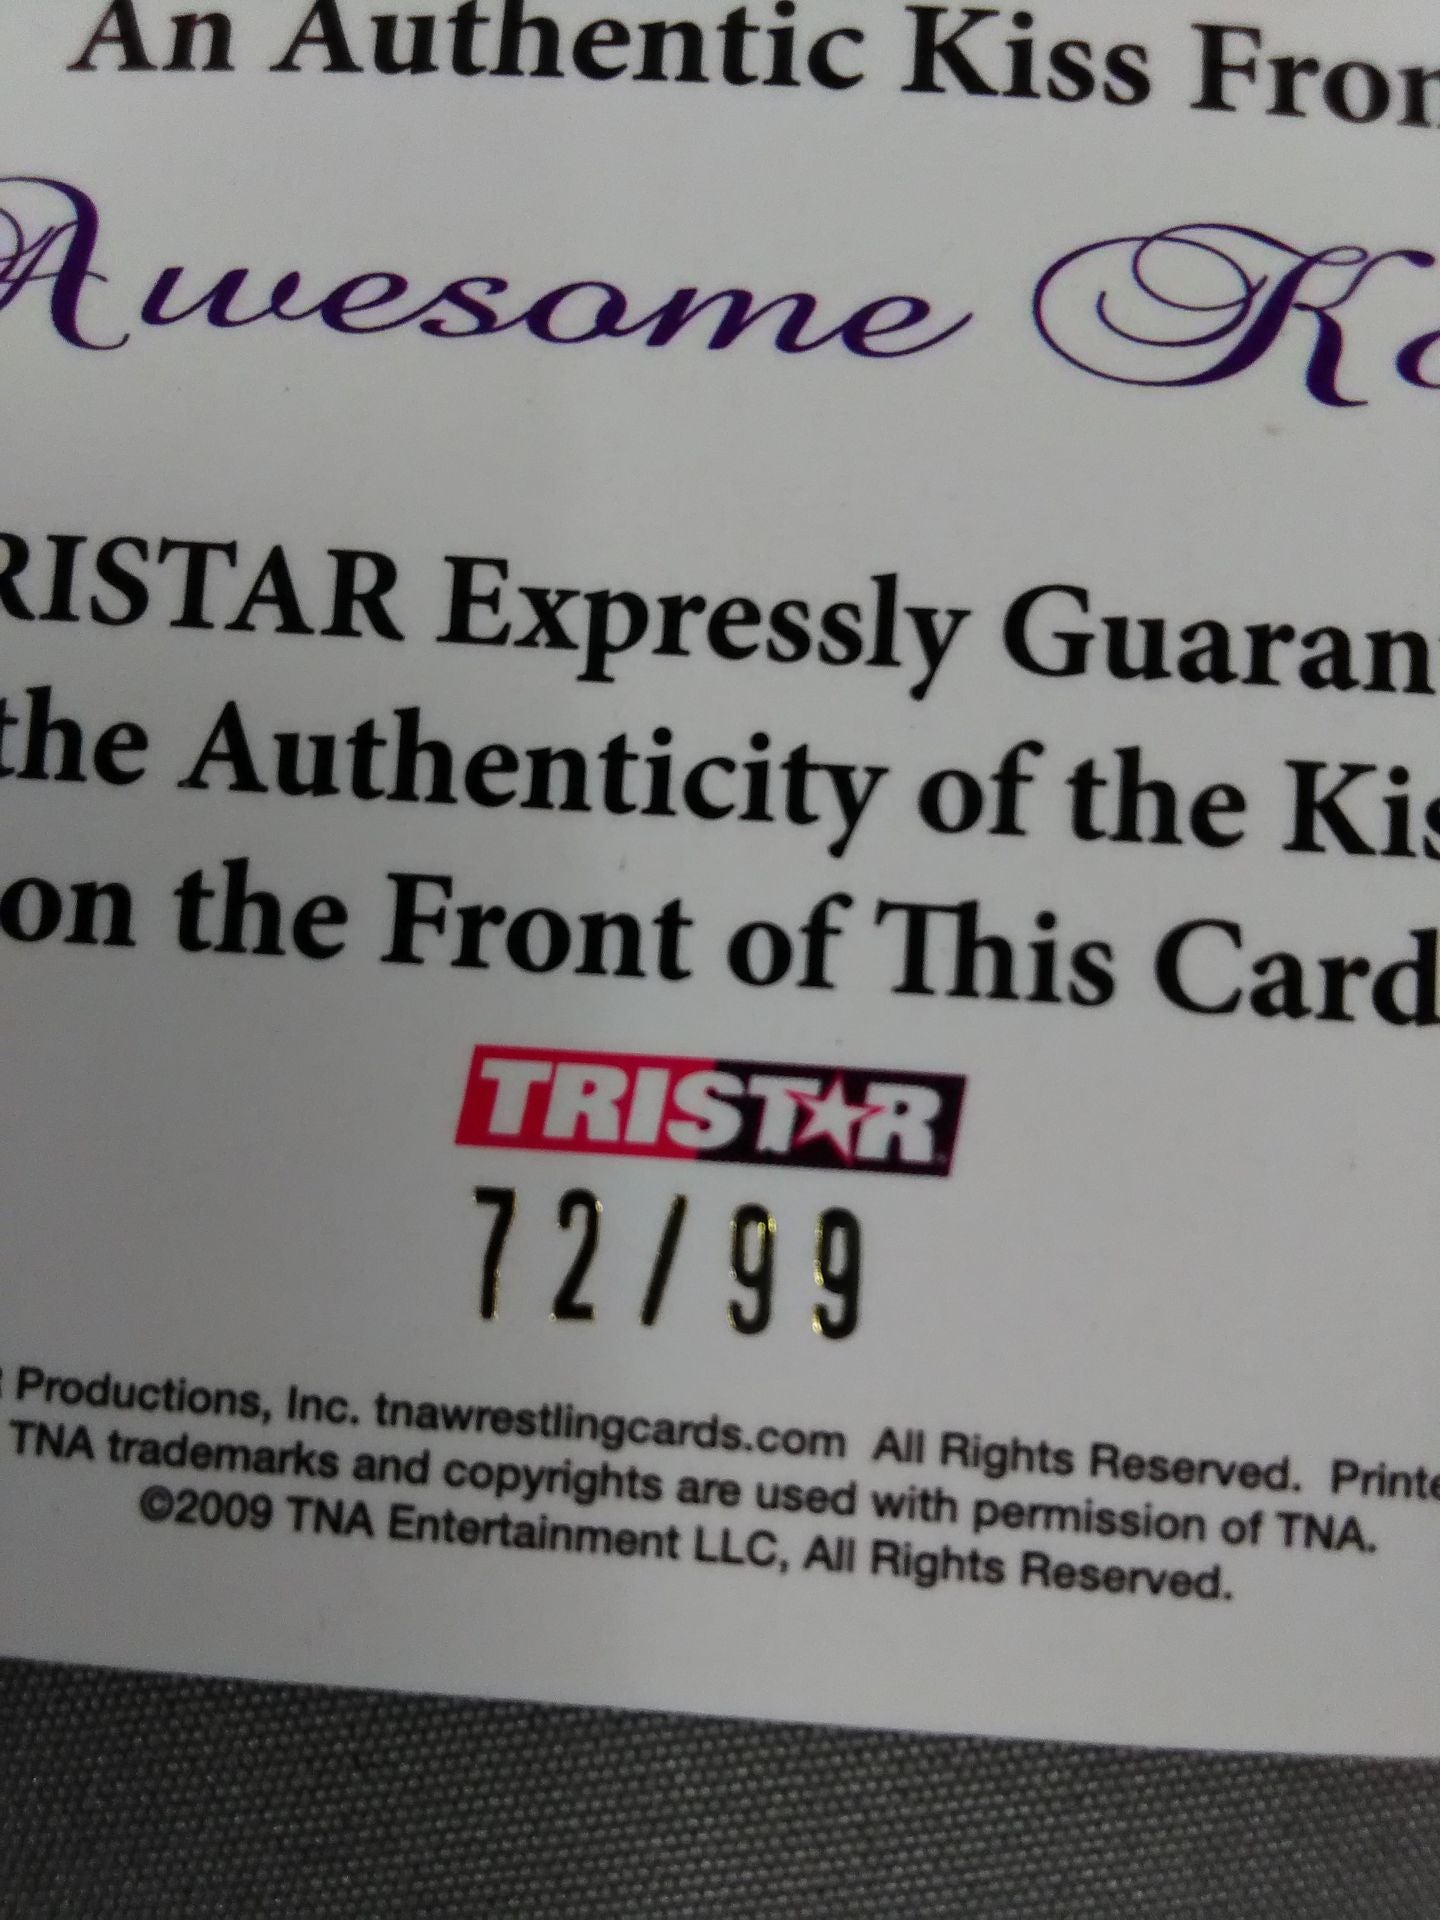 An Authentic Kiss From
Awesome Ko
RISTAR Expressly Guarant
the Authenticity of the Kis
on the Front of This Card
TRISTAR
72/99
Productions, Inc. tnawrestlingcards.com All Rights Reserved. Printe
TNA trademarks and copyrights are used with permission of TNA.
©2009 TNA Entertainment LLC, All Rights Reserved.